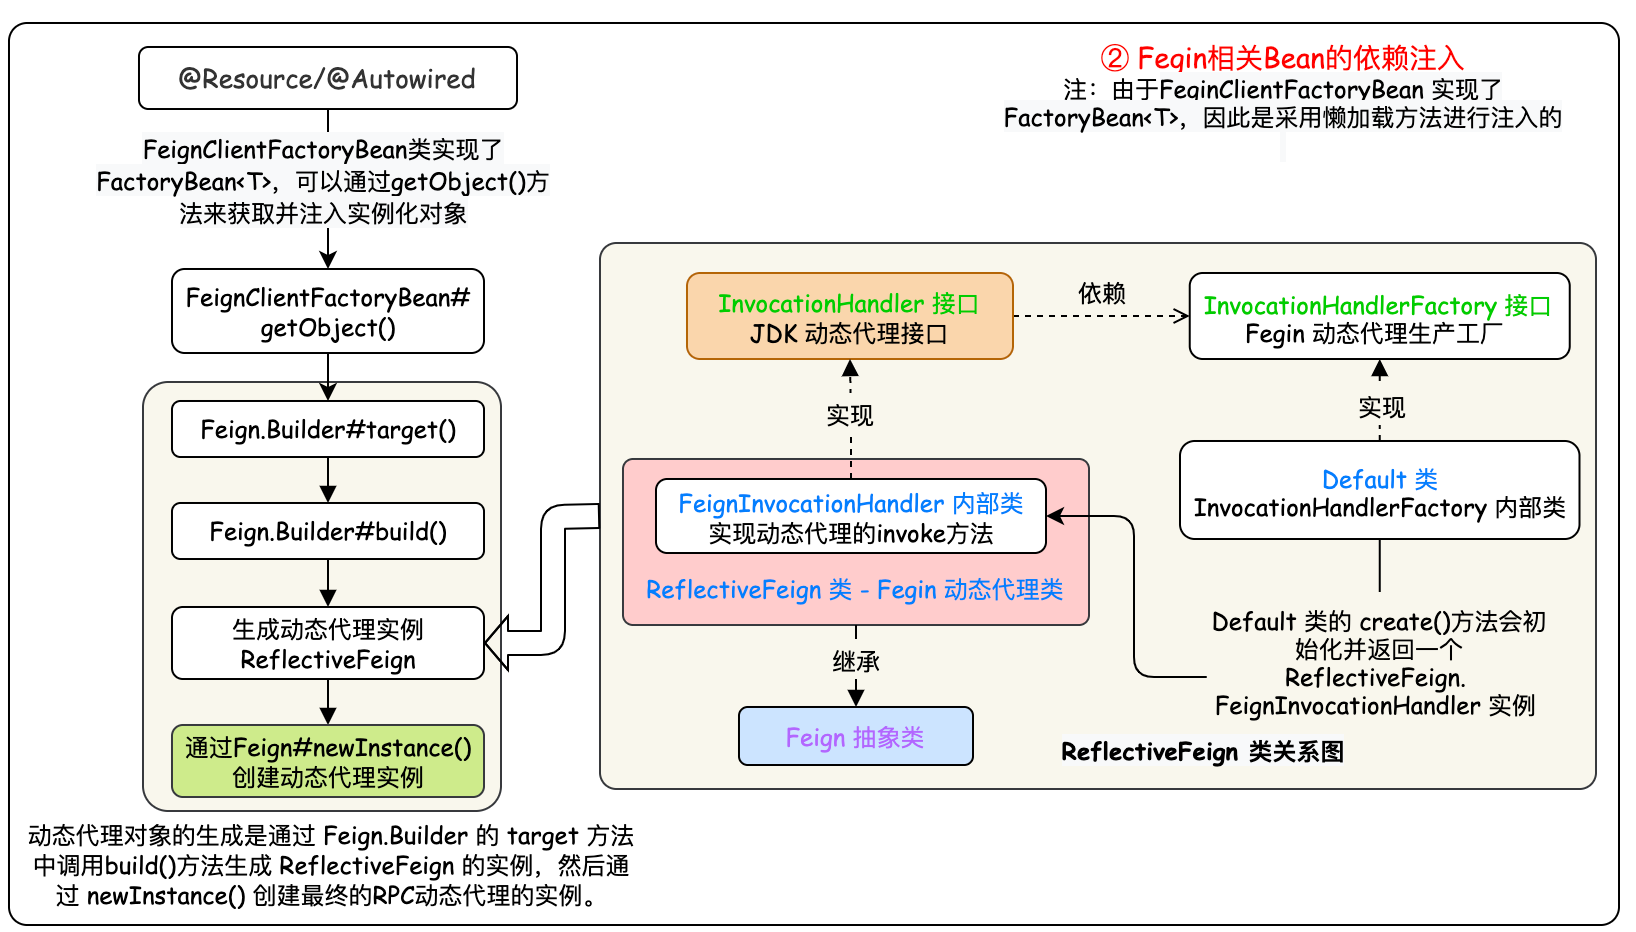 @Resource/@Autowired
FeignClientFactoryBean类实现了
FactoryBean<T>，可以通过getObject()方
法来获取并注入实例化对象
FeignClientFactoryBean#
getObject()
Feign.Builder#target()
Feign.Builder#build()
生成动态代理实例
ReflectiveFeign
通过Feign#newInstance()
创建动态代理实例
动态代理对象的生成是通过 Feign.Builder 的 target 方法
中调用build()方法生成 ReflectiveFeign 的实例，然后通
过 newInstance() 创建最终的RPC动态代理的实例。
② Fegin相关Bean的依赖注入
注：由于FeginClientFactoryBean 实现了
FactoryBean<T>，因此是采用懒加载方法进行注入的
InvocationHandler 接口
JDK 动态代理接口
依赖
InvocationHandlerFactory 接口
Fegin 动态代理生产工厂
实现
实现
FeignInvocationHandler 内部类
实现动态代理的invoke方法
ReflectiveFeign 类 - Fegin 动态代理类
Default 类
InvocationHandlerFactory 内部类
继承
Feign 抽象类
Default 类的 create()方法会初
始化并返回一个
ReflectiveFeign.
FeignInvocationHandler 实例
ReflectiveFeign 类关系图